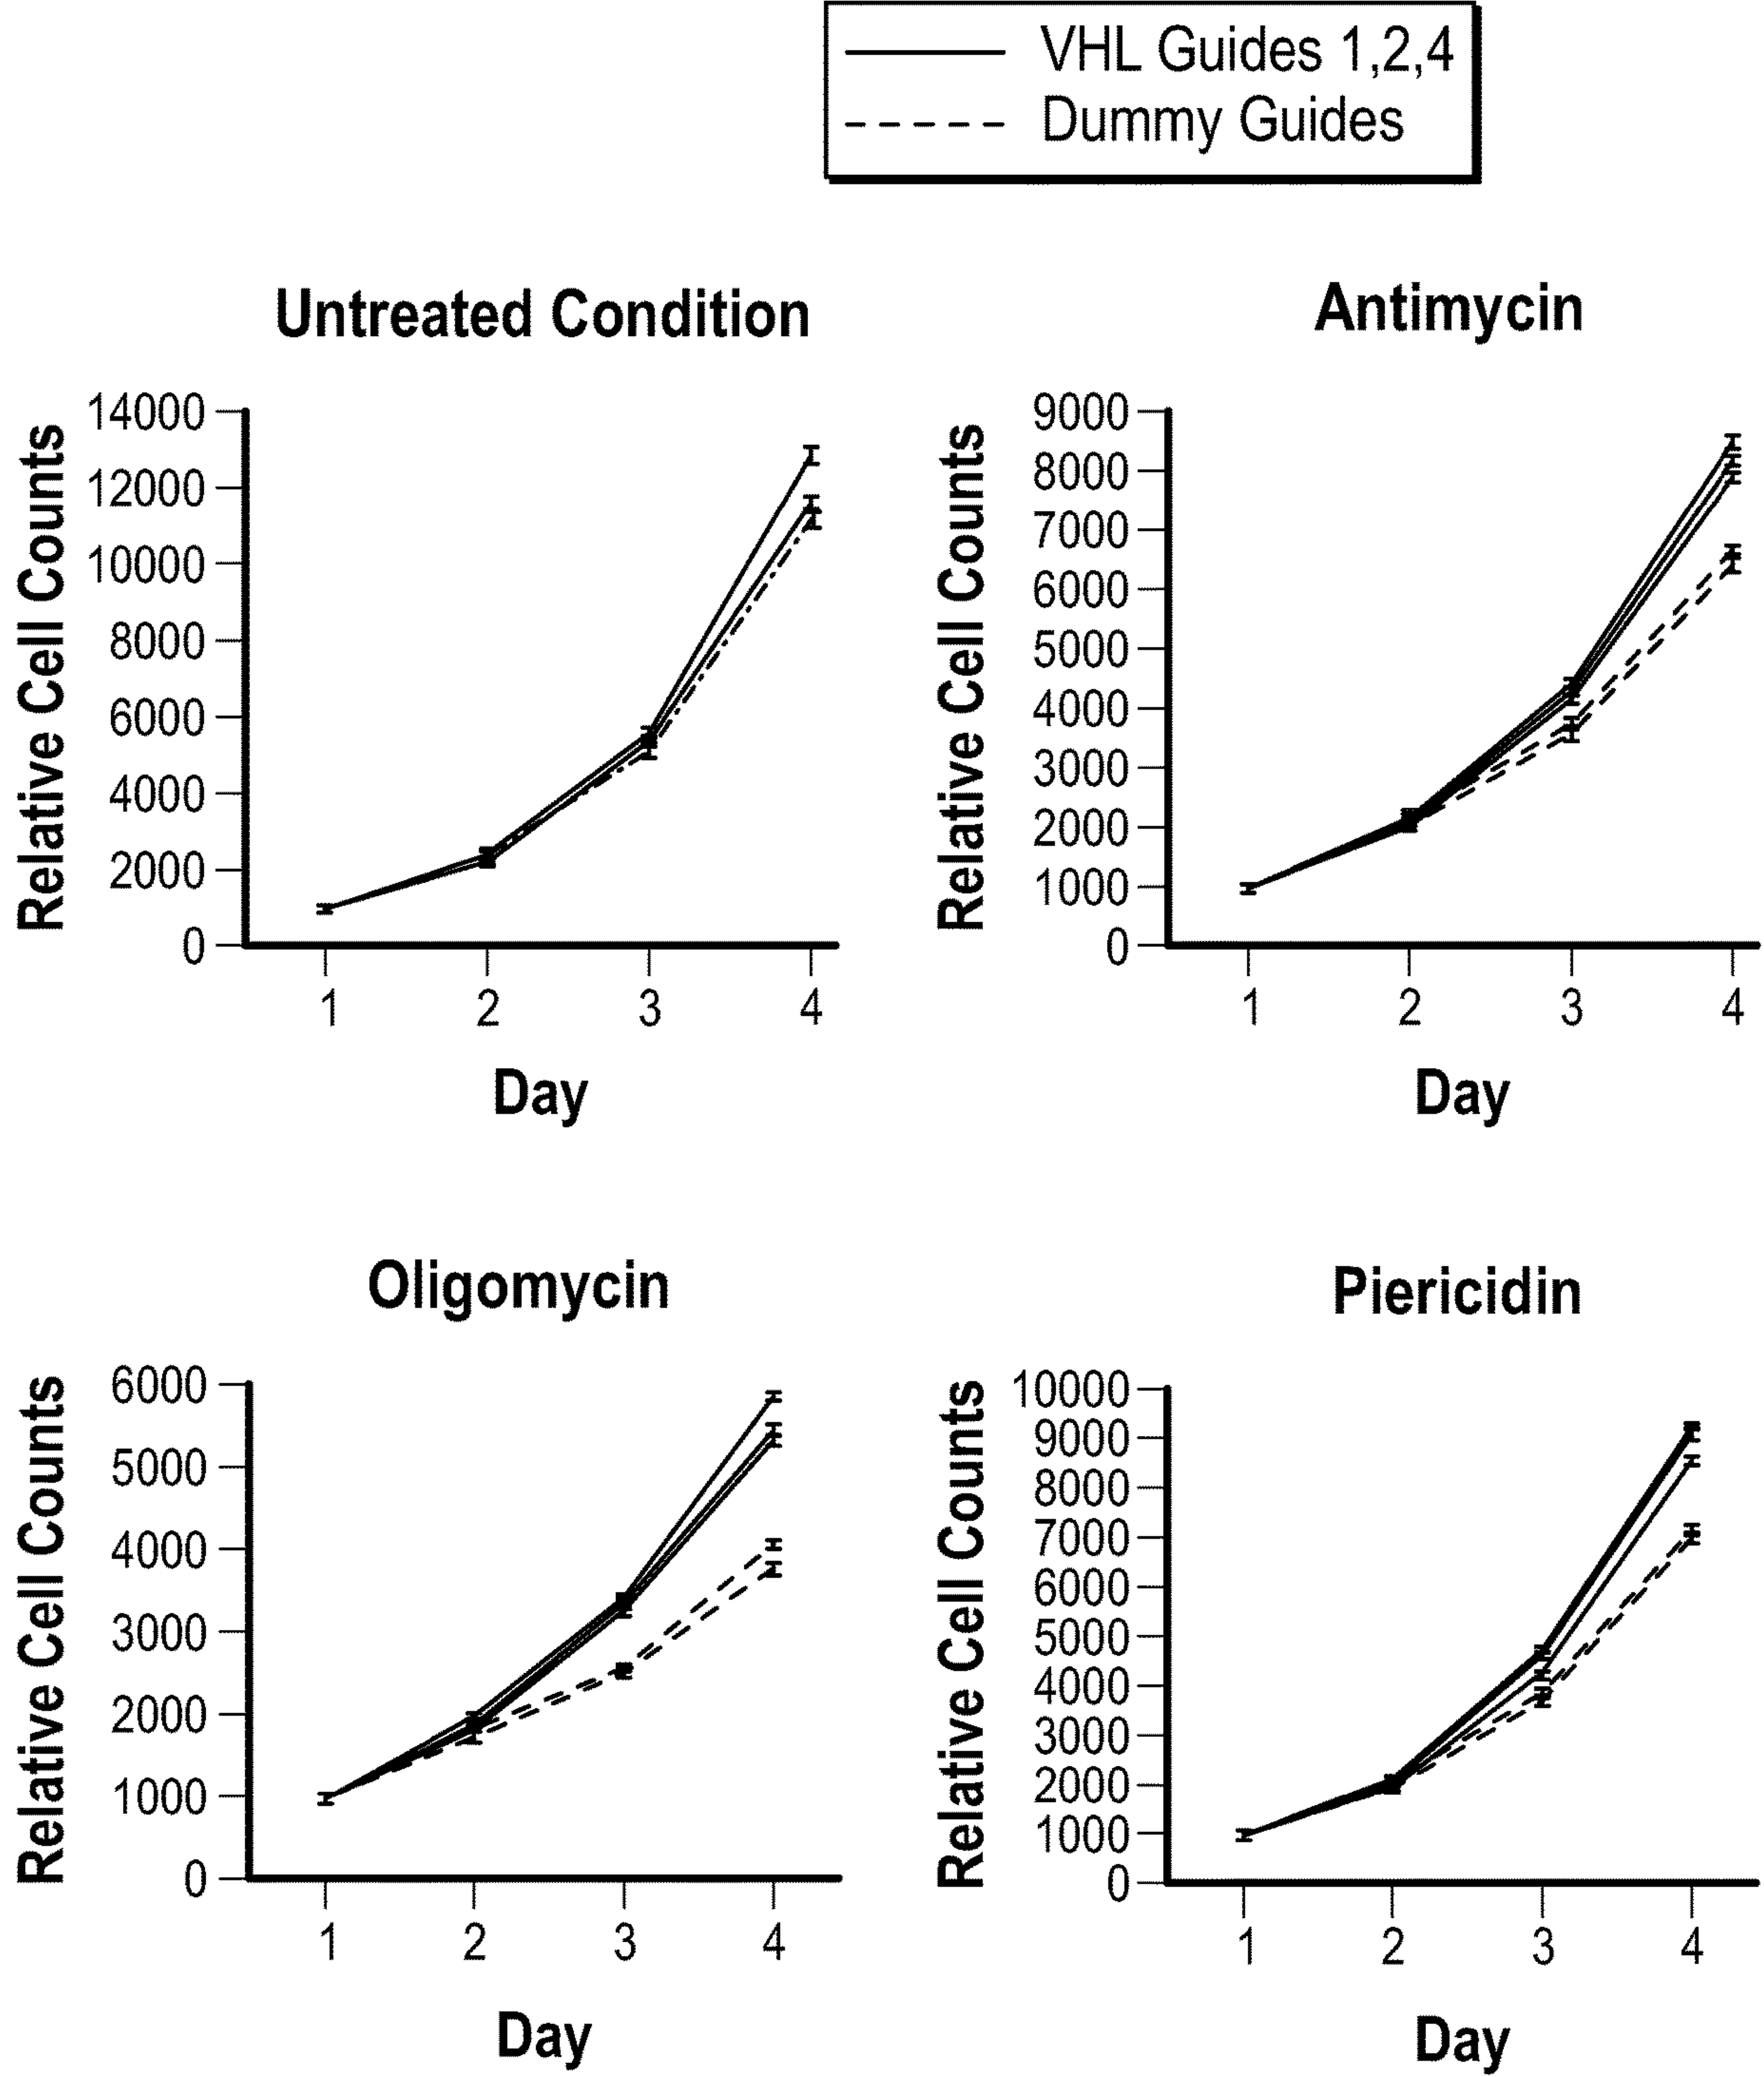 VHL Guides 1,2,4
Dummy Guides
Untreated Condition
Relative Cell Counts
14000
12000
10000
8000
6000
4000
2000
0
1 2 3 4
Day
Antimycin
Relative Cell Counts
9000
8000
7000
6000
5000
4000
3000
2000
1000
0
1 2 3 4
Day
Oligomycin
Relative Cell Counts
6000
5000
4000
3000
2000
1000
0
1 2 3 4
Day
Piericidin
Relative Cell Counts
10000
9000
8000
7000
6000
5000
4000
3000
2000
1000
0
1 2 3 4
Day